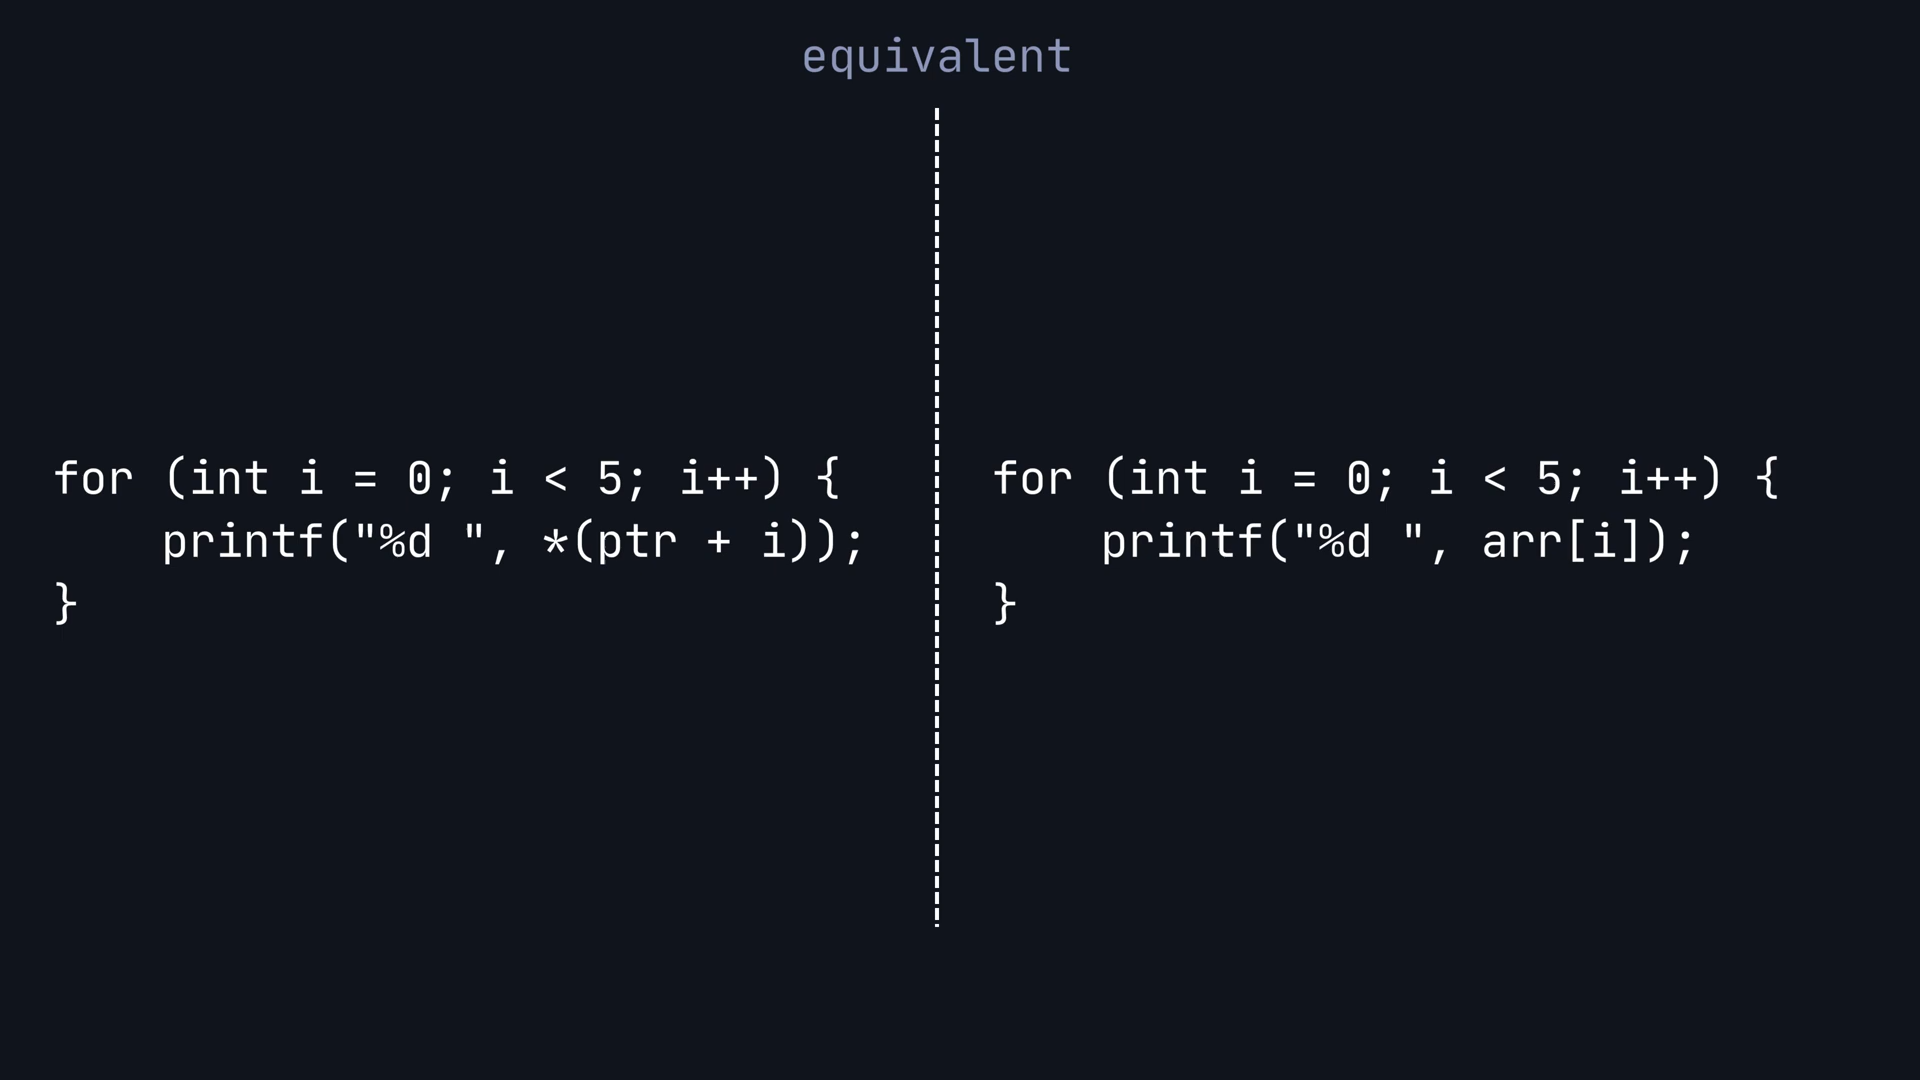 equivalent
for (int i = 0; i < 5; i++) {
    printf("%d ", *(ptr + i));
}
for (int i = 0; i < 5; i++) {
    printf("%d ", arr[i]);
}